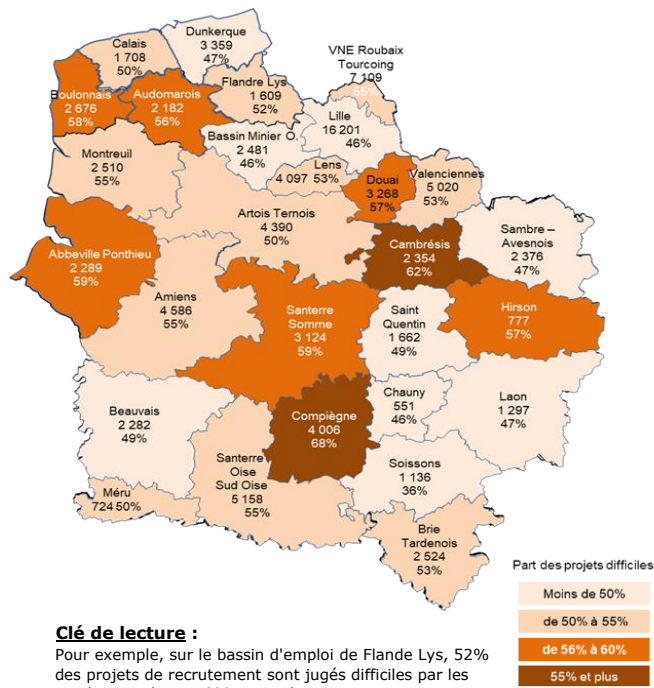 Dunkerque
3 359
47%
Calais
1 708
50%
VNE Roubaix
Tourcoing
7 109
55%
Boulonnais
2 676
58%
Audomarois
2 182
56%
Flandre Lys
1 609
52%
Lille
16 201
46%
Bassin Minier O.
2 481
46%
Montreuil
2 510
55%
Lens
4 097 53%
Douai
3 268
57%
Valenciennes
5 020
53%
Artois Ternois
4 390
50%
Cambrésis
2 354
62%
Sambre –
Avesnois
2 376
47%
Abbeville Ponthieu
2 289
59%
Amiens
4 586
55%
Santerre
Somme
3 124
59%
Saint
Quentin
1 662
49%
Hirson
777
57%
Beauvais
2 282
49%
Compiègne
4 006
68%
Chauny
551
46%
Laon
1 297
47%
Santerre
Oise
Sud Oise
5 158
55%
Soissons
1 136
36%
Méru
724 50%
Brie
Tardenois
2 524
53%
Part des projets difficiles
Moins de 50%
de 50% à 55%
de 56% à 60%
55% et plus
Clé de lecture :
Pour exemple, sur le bassin d'emploi de Flande Lys, 52%
des projets de recrutement sont jugés difficiles par les